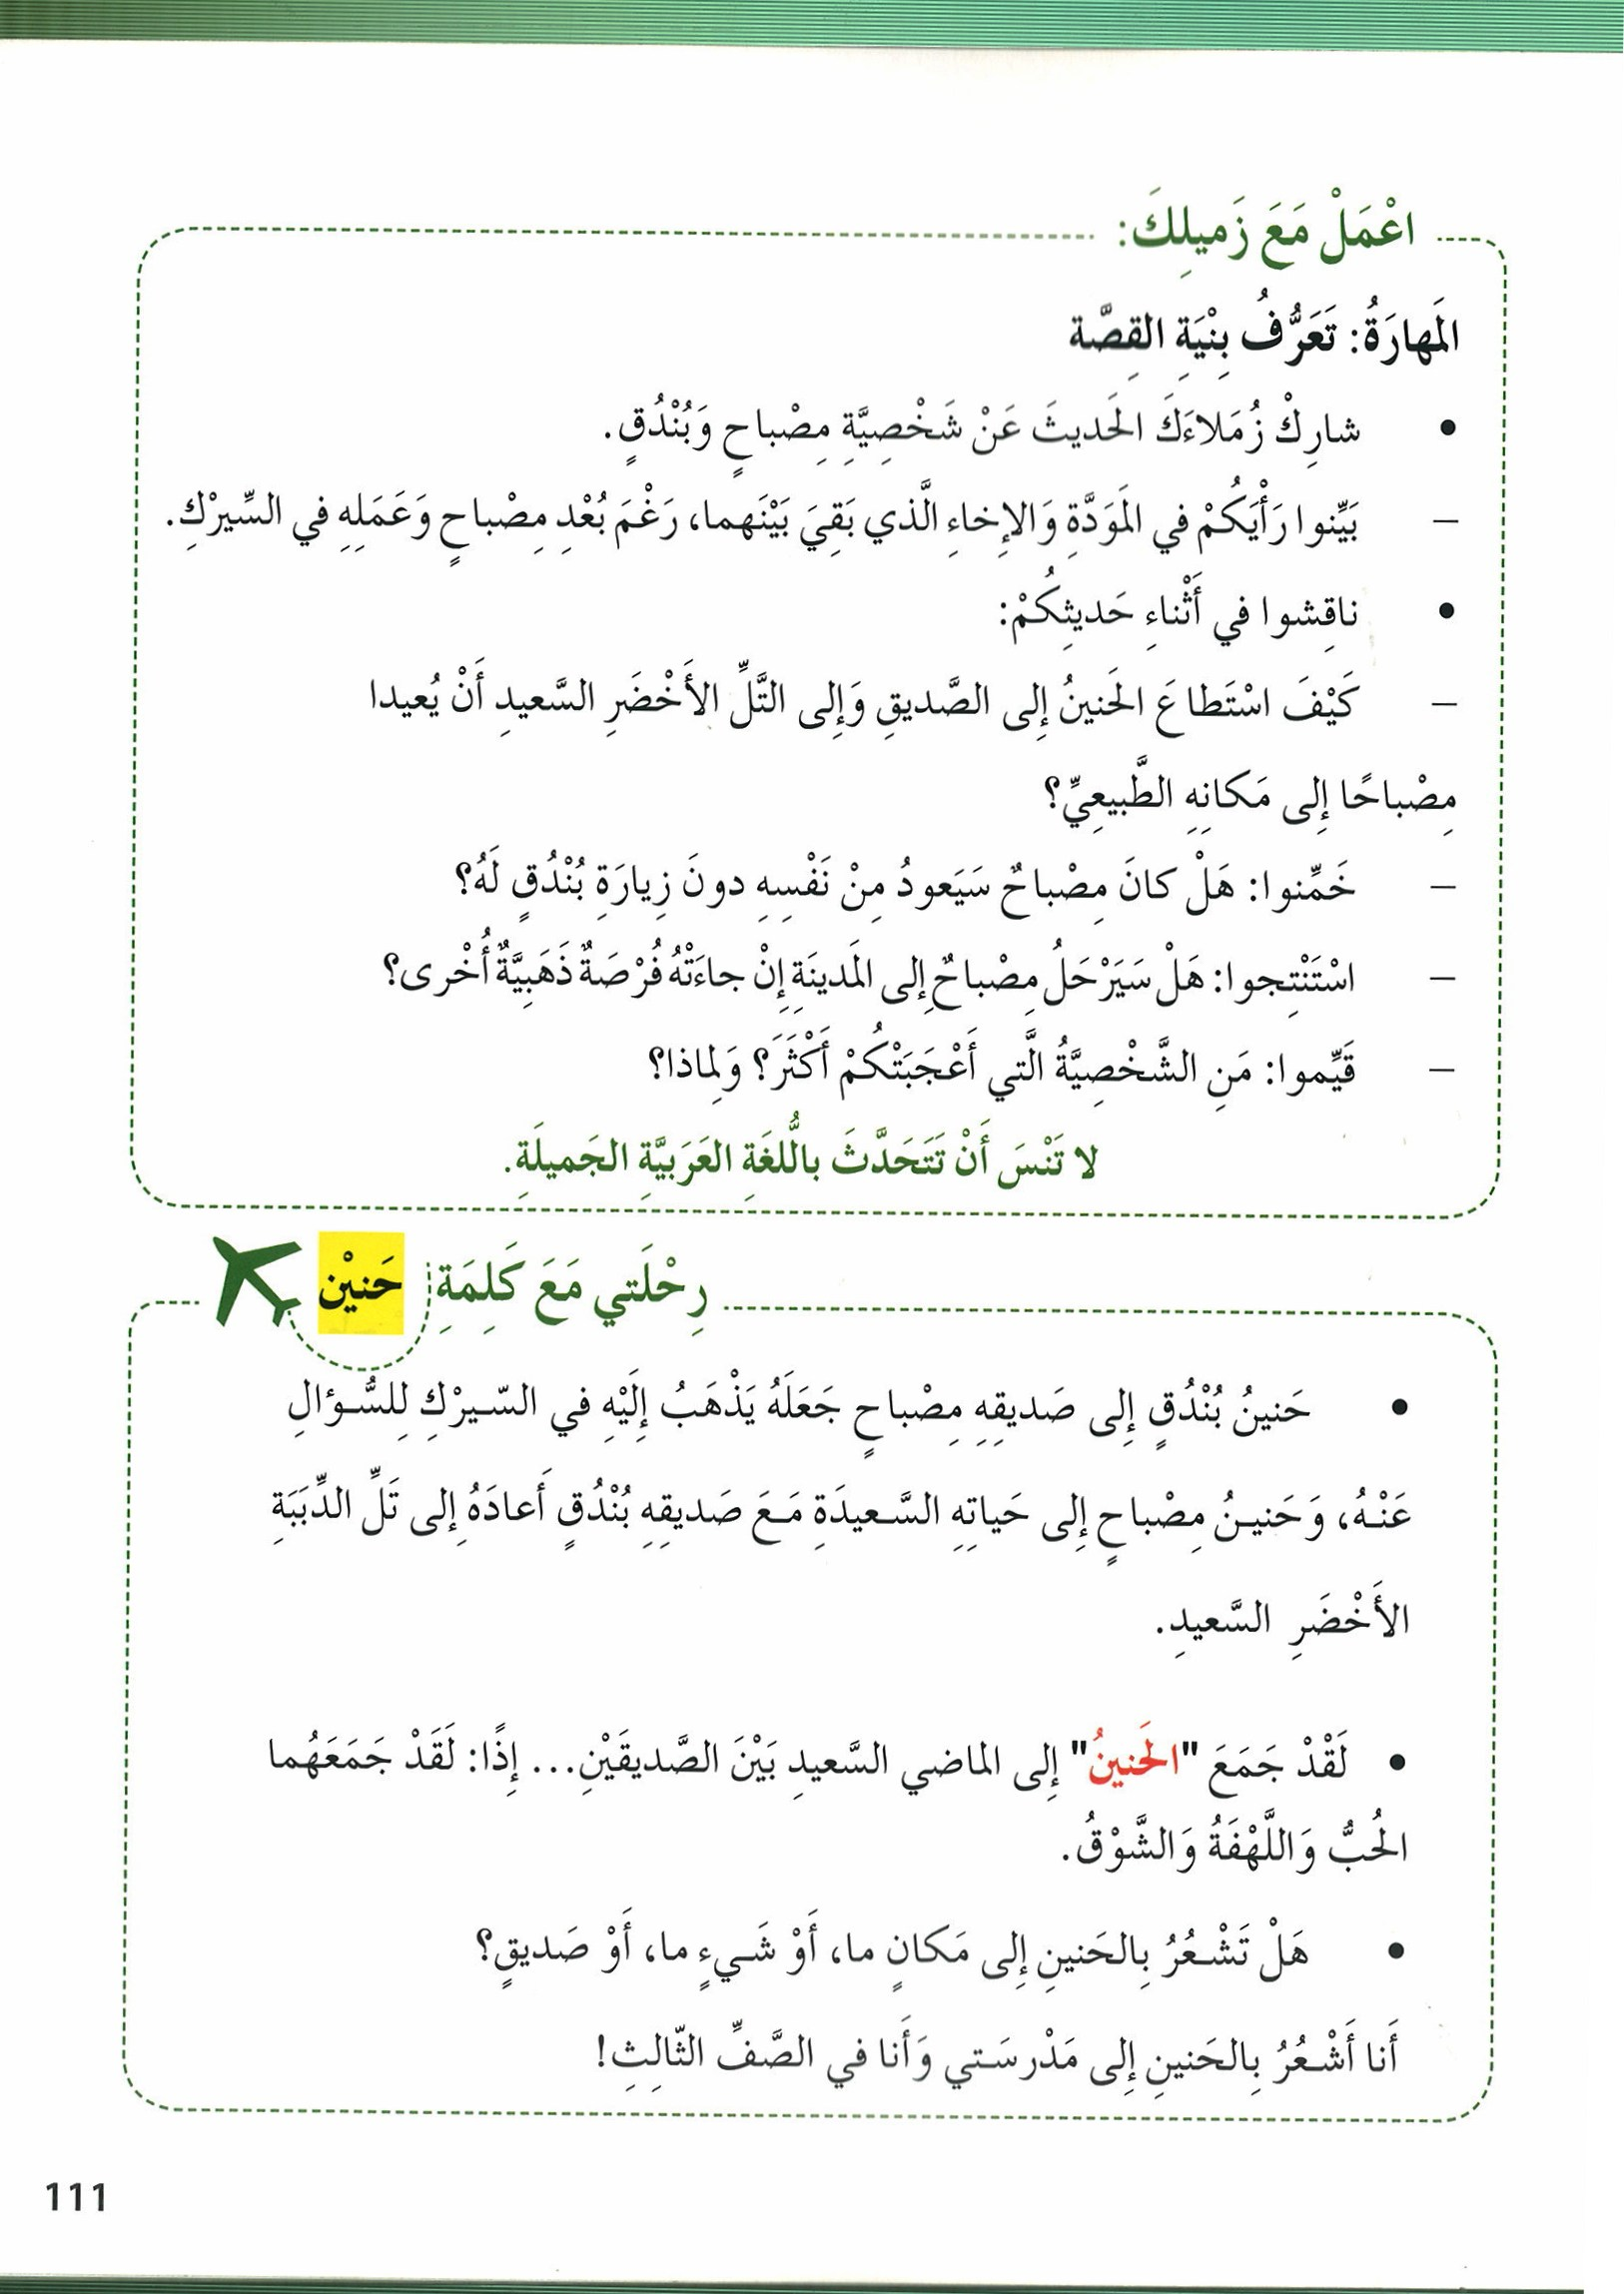 اعْمَلْ مَعَ زَميلِكَ:
المَهارَةُ: تَعَرُّفُ بِنْيَةِ القِصَّة
• شارِكْ زُمَلاءَكَ الحَديثَ عَنْ شَخْصِيَّةِ مِصْباحٍ وَبُنْدُقٍ.
– بَيِّنوا رَأْيَكُمْ في المَوَدَّةِ وَالإِخاءِ الَّذي بَقِيَ بَيْنَهما، رَغْمَ بُعْدِ مِصْباحٍ وَعَمَلِهِ في السِّيرْكِ.
• ناقِشوا في أَثْناءِ حَديثِكُمْ:
– كَيْفَ اسْتَطاعَ الحَنينُ إِلى الصَّديقِ وَإِلى التَّلِّ الأَخْضَرِ السَّعيدِ أَنْ يُعيدا
مِصْباحًا إِلى مَكانِهِ الطَّبيعِيِّ؟
– خَمِّنوا: هَلْ كانَ مِصْباحٌ سَيَعودُ مِنْ نَفْسِهِ دونَ زِيارَةِ بُنْدُقٍ لَهُ؟
– اسْتَنْتِجوا: هَلْ سَيَرْحَلُ مِصْباحٌ إِلى المَدينَةِ إِنْ جاءَتْهُ فُرْصَةٌ ذَهَبِيَّةٌ أُخْرى؟
– قَيِّموا: مَنِ الشَّخْصِيَّةُ الَّتي أَعْجَبَتْكُمْ أَكْثَرَ؟ وَلِماذا؟
لا تَنْسَ أَنْ تَتَحَدَّثَ بالُّلغَةِ العَرَبِيَّةِ الجَميلَةِ.
رِحْلَتي مَعَ كَلِمَةِ حَنيْن
• حَنينُ بُنْدُقٍ إِلى صَديقِهِ مِصْباحٍ جَعَلَهُ يَذْهَبُ إِلَيْهِ في السّيرْكِ لِلسُّؤالِ
عَنْهُ، وَحَنينُ مِصْباحٍ إِلى حَياتِهِ السَّعيدَةِ مَعَ صَديقِهِ بُنْدُقٍ أَعادَهُ إِلى تَلِّ الدِّبَبَةِ
الأَخْضَرِ السَّعيدِ.
• لَقَدْ جَمَعَ "الحَنينُ" إِلى الماضي السَّعيدِ بَيْنَ الصَّديقَيْنِ... إِذًا: لَقَدْ جَمَعَهُما
الحُبُّ وَاللَّهْفَةُ وَالشَّوْقُ.
• هَلْ تَشْعُرُ بِالحَنينِ إِلى مَكانٍ ما، أَوْ شَيءٍ ما، أَوْ صَديقٍ؟
أَنا أَشْعُرُ بِالحَنينِ إِلى مَدْرسَتي وَأَنا في الصَّفِّ الثّالِثِ!
111